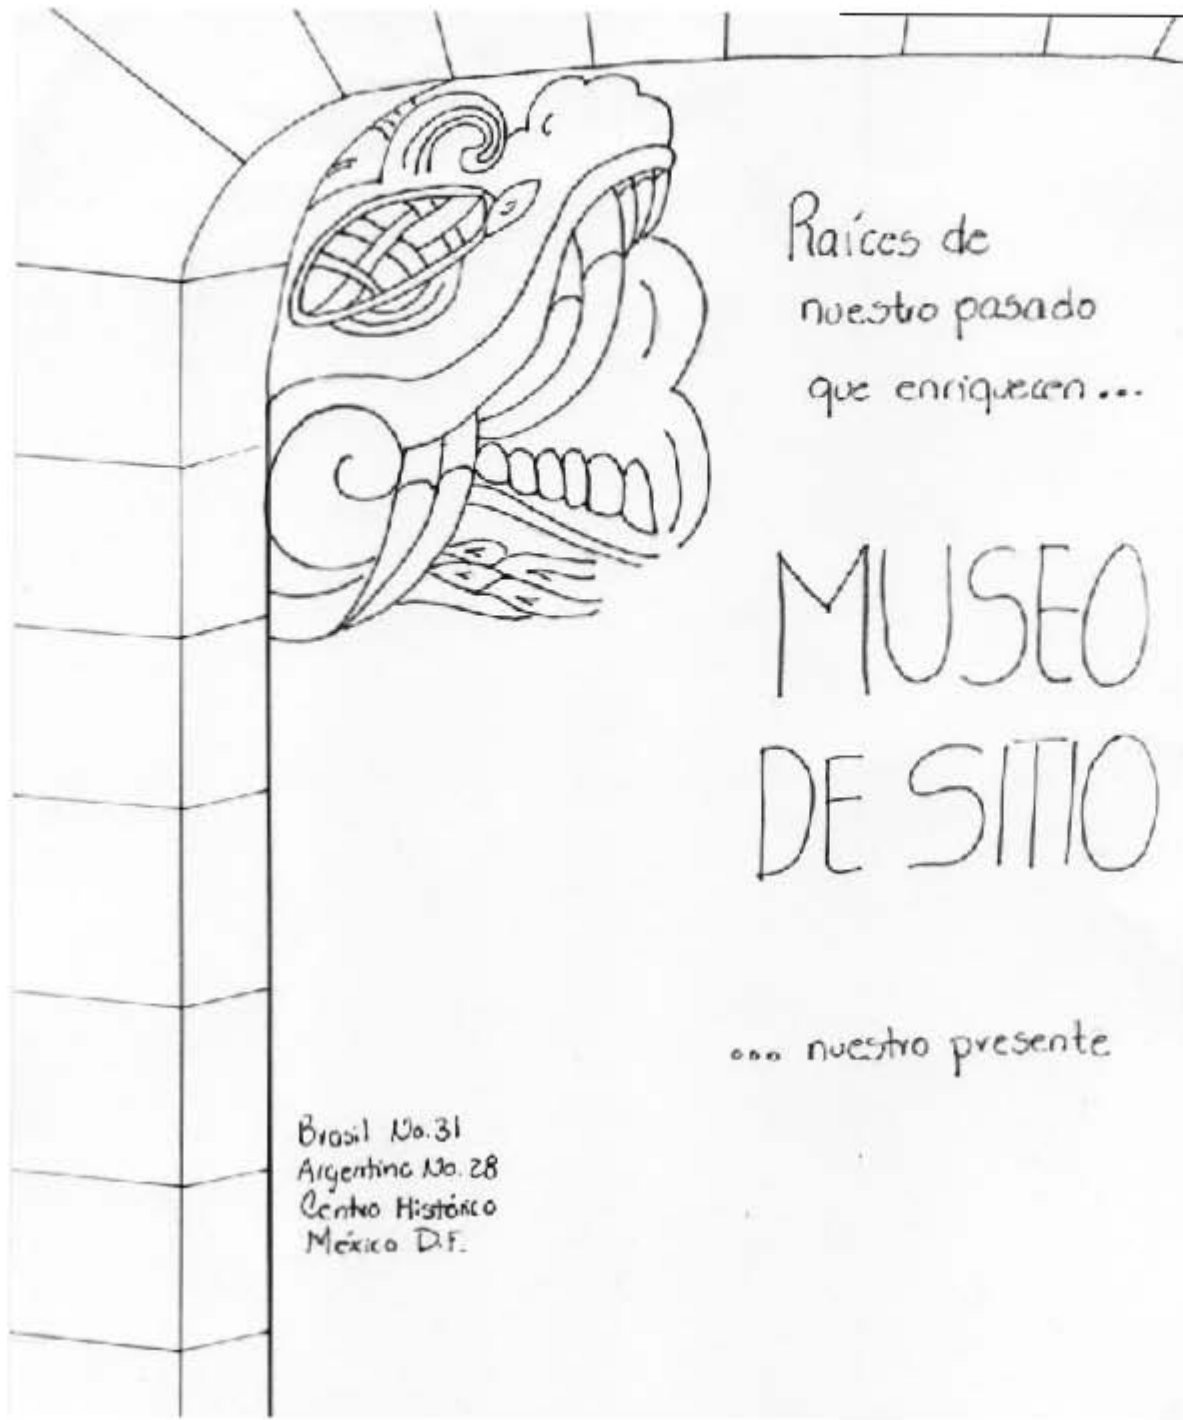 Raíces de
nuestro pasado
que enriquecen...
MUSEO
DE SITIO
... nuestro presente
Brasil No.31
Argentina No. 28
Centro Histórico
México D.F.